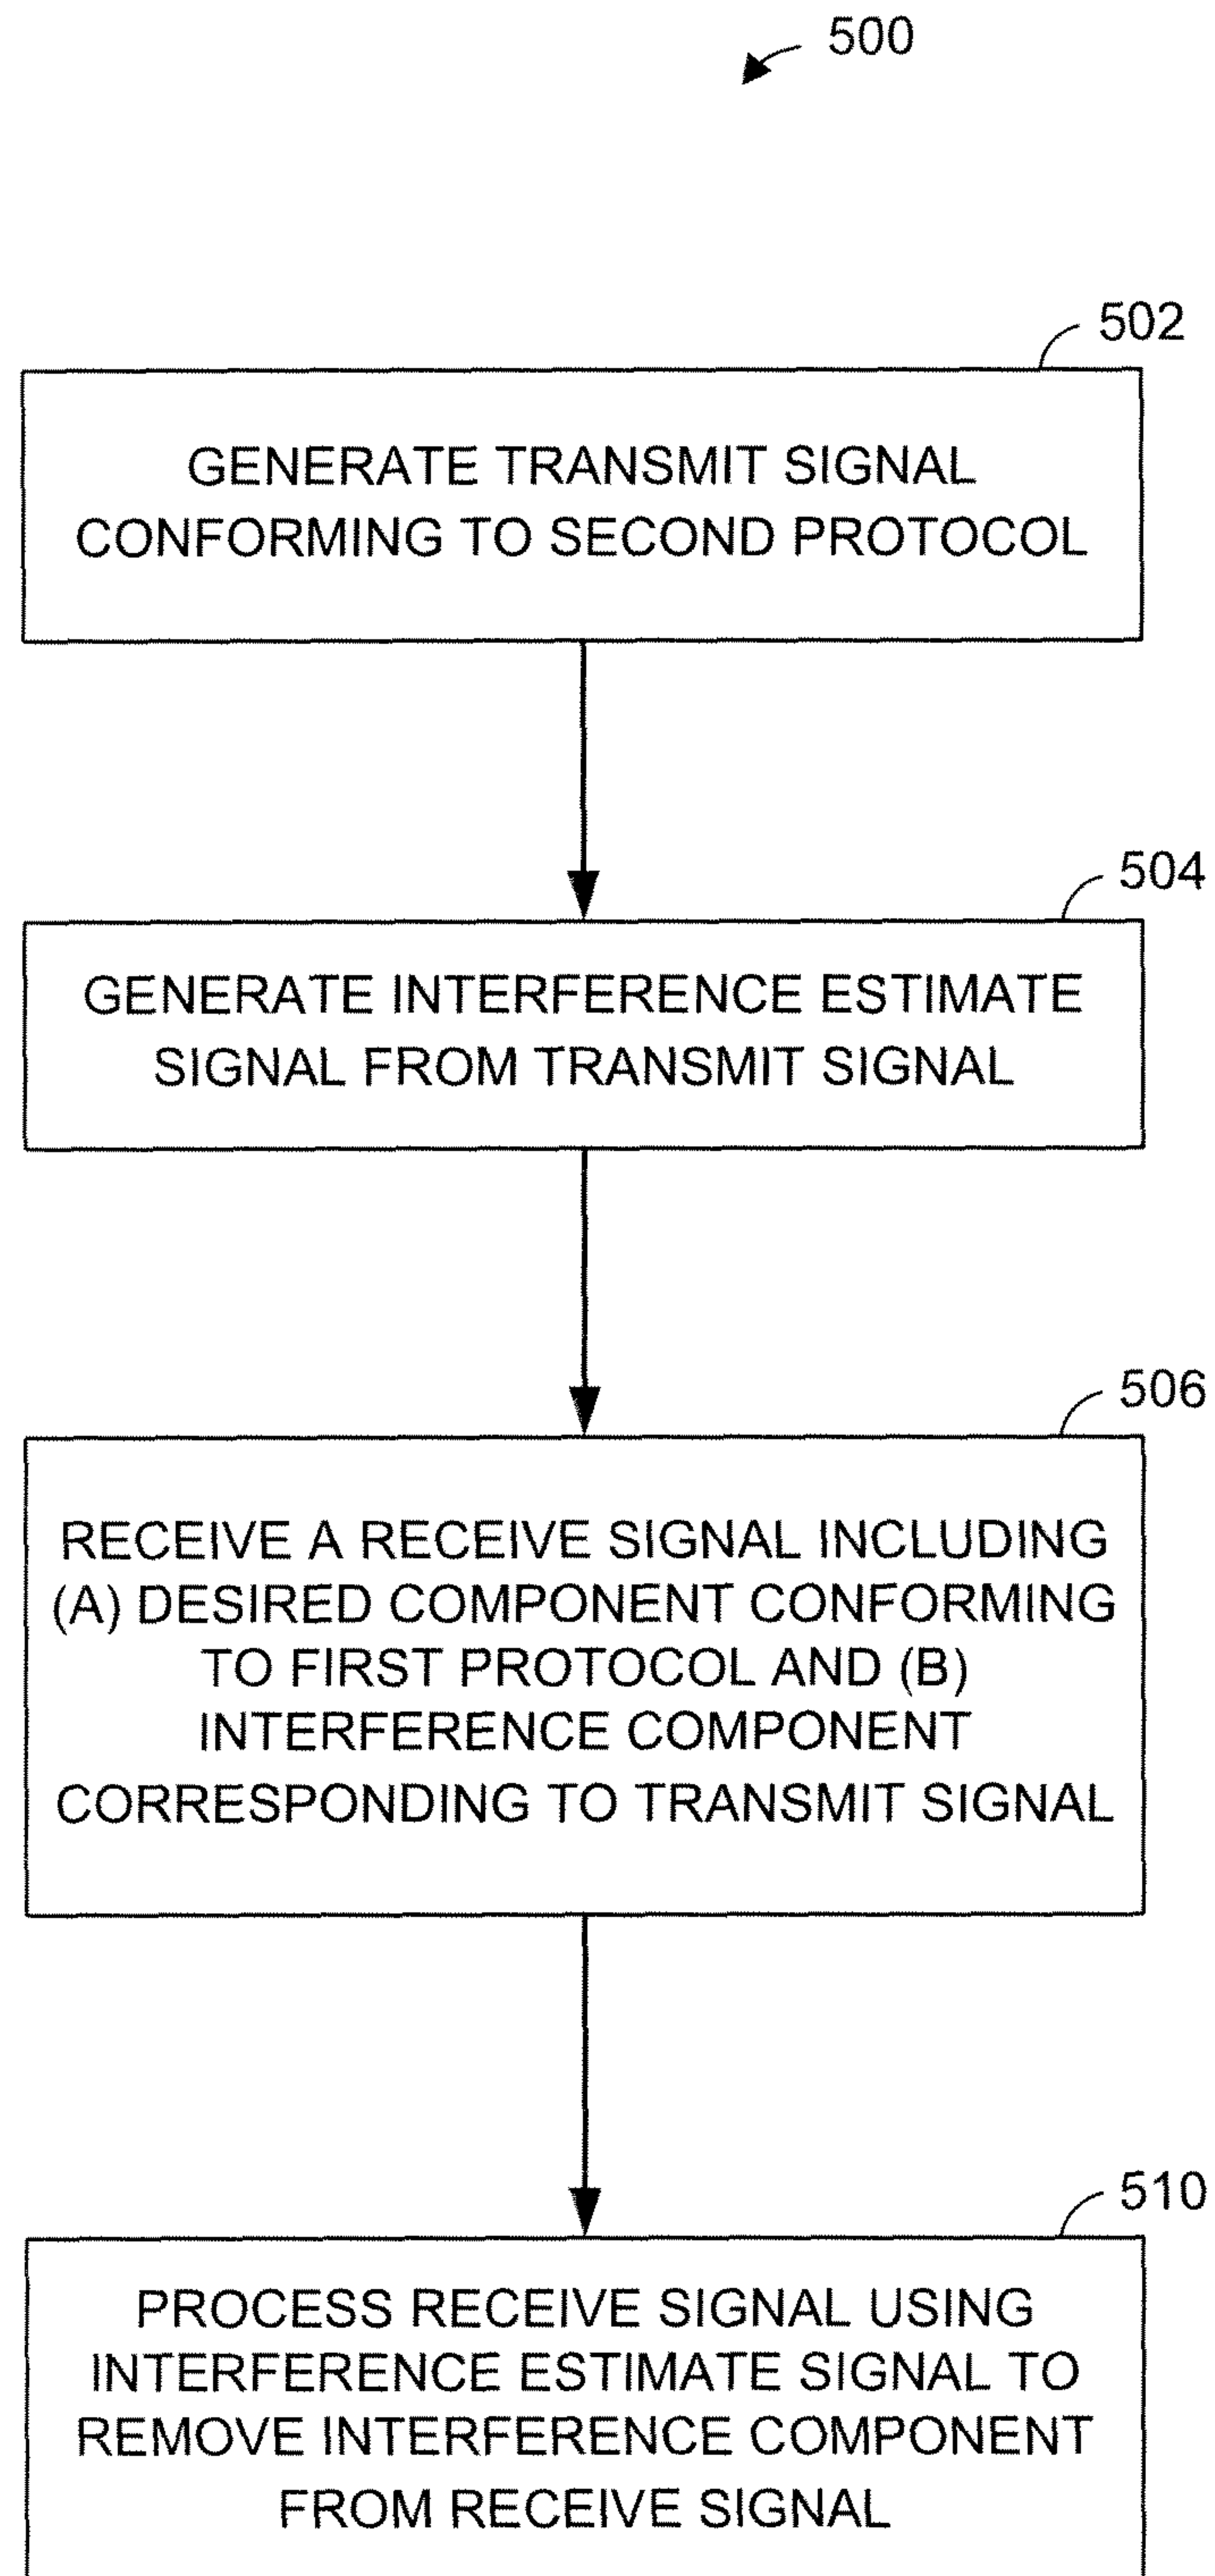 500
502
GENERATE TRANSMIT SIGNAL
CONFORMING TO SECOND PROTOCOL
504
GENERATE INTERFERENCE ESTIMATE
SIGNAL FROM TRANSMIT SIGNAL
506
RECEIVE A RECEIVE SIGNAL INCLUDING
(A) DESIRED COMPONENT CONFORMING
TO FIRST PROTOCOL AND (B)
INTERFERENCE COMPONENT
CORRESPONDING TO TRANSMIT SIGNAL
510
PROCESS RECEIVE SIGNAL USING
INTERFERENCE ESTIMATE SIGNAL TO
REMOVE INTERFERENCE COMPONENT
FROM RECEIVE SIGNAL